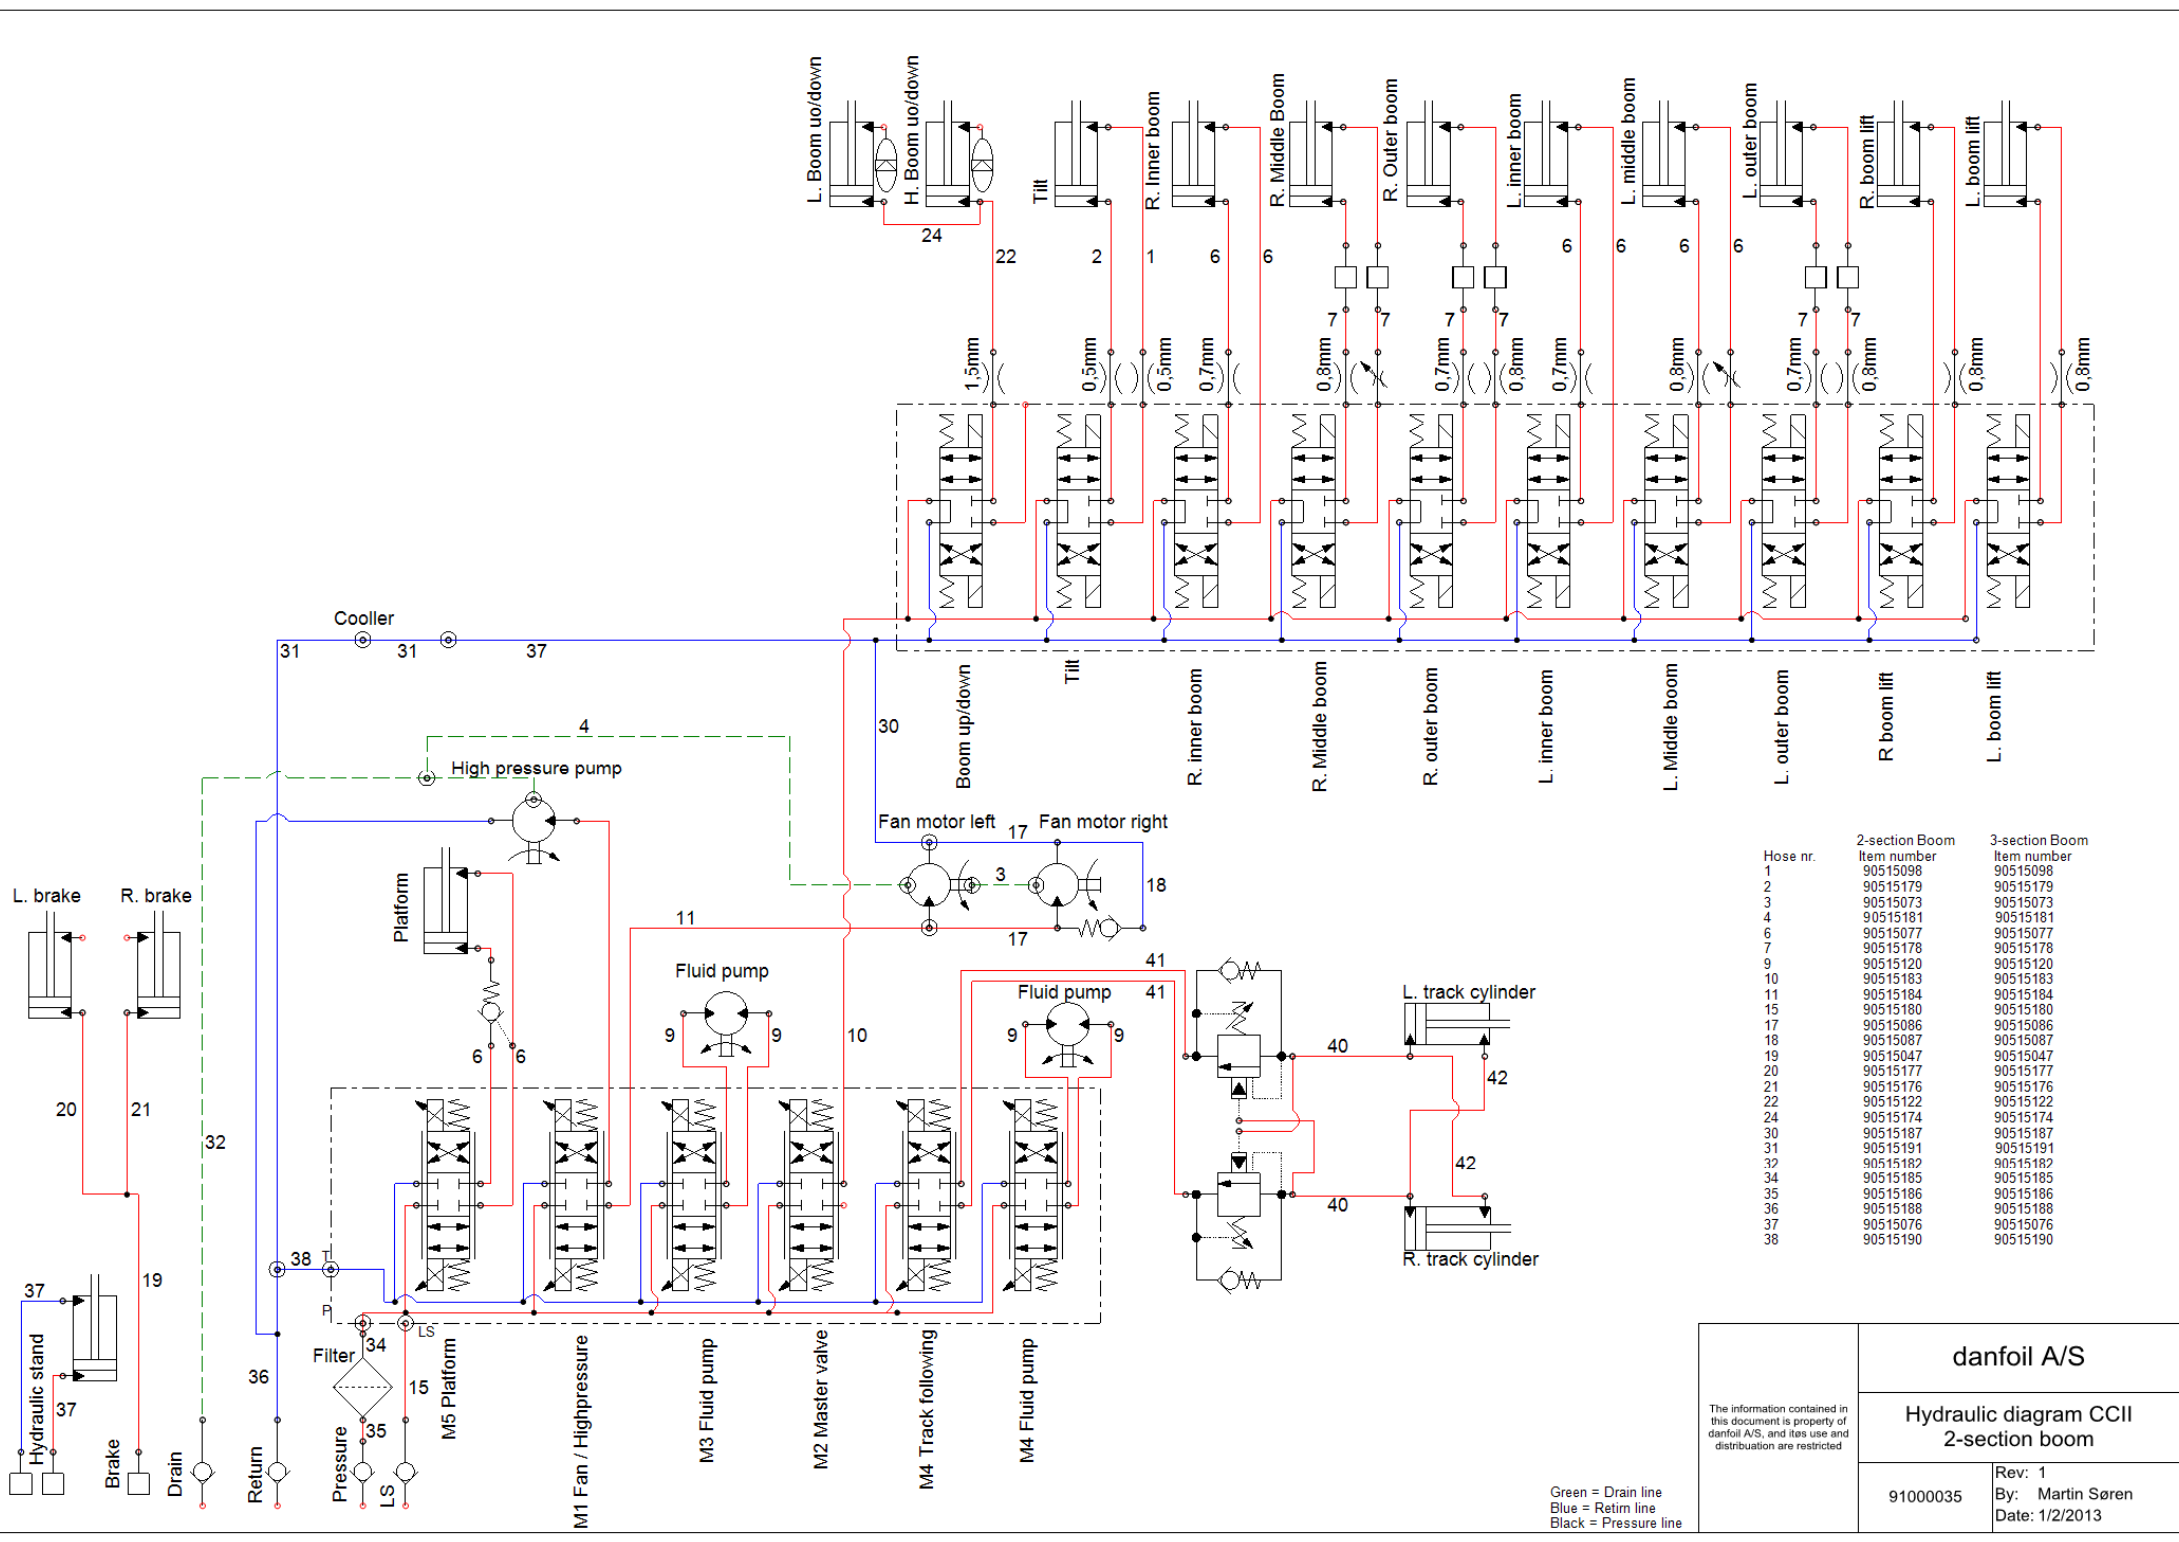 L. Boom uo/down
H. Boom uo/down
Tilt
R. Inner boom
R. Middle Boom
R. Outer boom
L. inner boom
L. middle boom
L. outer boom
R. boom lift
L. boom lift
24
22
2
1
6
6
6
6
6
6
7
7
7
7
7
7
1,5mm
0,5mm
0,5mm
0,7mm
0,8mm
0,7mm
0,8mm
0,7mm
0,8mm
0,7mm
0,8mm
0,8mm
0,8mm
Cooller
31
31
37
Boom up/down
Tilt
R. inner boom
R. Middle boom
R. outer boom
L. inner boom
L. Middle boom
L. outer boom
R boom lift
L. boom lift
4
30
High pressure pump
Fan motor left
17
Fan motor right
3
18
11
17
Platform
L. brake
R. brake
Fluid pump
9
9
10
Fluid pump
9
9
41
41
6
6
L. track cylinder
40
42
42
40
R. track cylinder
20
21
32
38
T
P
LS
19
37
Hydraulic stand
37
34
Filter
15
35
36
Brake
Drain
Return
Pressure
LS
M5 Platform
M1 Fan / Highpressure
M3 Fluid pump
M2 Master valve
M4 Track following
M4 Fluid pump
2-section Boom 3-section Boom
Hose nr. Item number Item number
1 90515098 90515098
2 90515179 90515179
3 90515073 90515073
4 90515181 90515181
6 90515077 90515077
7 90515178 90515178
9 90515120 90515120
10 90515183 90515183
11 90515184 90515184
15 90515180 90515180
17 90515086 90515086
18 90515087 90515087
19 90515047 90515047
20 90515177 90515177
21 90515176 90515176
22 90515122 90515122
24 90515174 90515174
30 90515187 90515187
31 90515191 90515191
32 90515182 90515182
34 90515185 90515185
35 90515186 90515186
36 90515188 90515188
37 90515076 90515076
38 90515190 90515190
Green = Drain line
Blue = Retirn line
Black = Pressure line
The information contained in
this document is property of
danfoil A/S, and itøs use and
distribuation are restricted
danfoil A/S
Hydraulic diagram CCII
2-section boom
91000035
Rev: 1
By: Martin Søren
Date: 1/2/2013